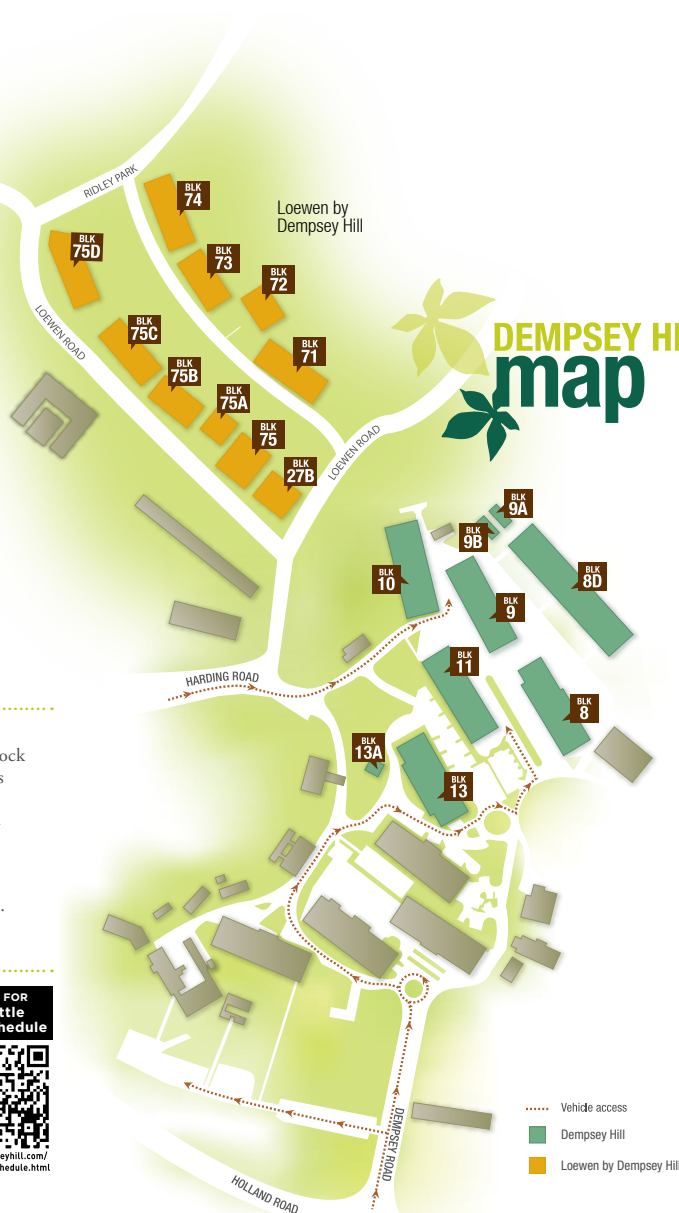 RIDLEY PARK
BLK
74
Loewen by
Dempsey Hill
BLK
75D
BLK
73
BLK
72
LOEWEN ROAD
BLK
75C
BLK
71
DEMPSEY HI
map
BLK
75B
BLK
75A
BLK
75
LOEWEN ROAD
BLK
27B
BLK
9A
BLK
9B
BLK
10
BLK
8D
BLK
9
BLK
11
HARDING ROAD
BLK
8
BLK
13A
BLK
13
ock
s
.
FOR
ttle
hedule
eyhill.com/
hedule.html
DEMPSEY ROAD
HOLLAND ROAD
Vehicle access
Dempsey Hill
Loewen by Dempsey Hill